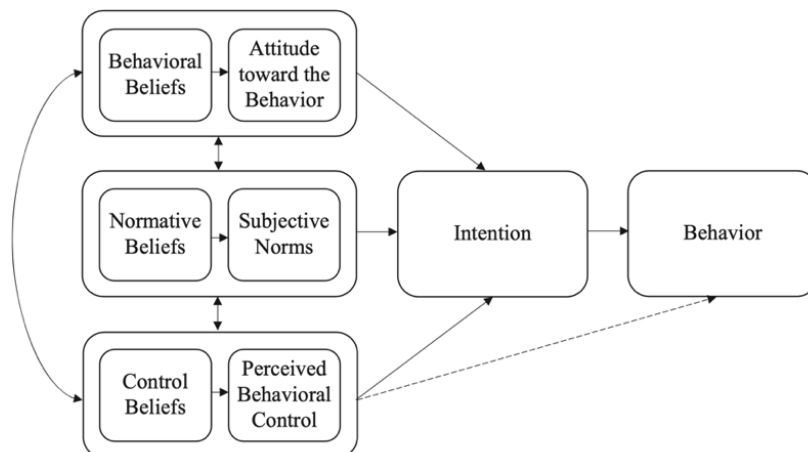 Behavioral
Beliefs
Attitude
toward the
Behavior
Normative
Beliefs
Subjective
Norms
Intention
Behavior
Control
Beliefs
Perceived
Behavioral
Control